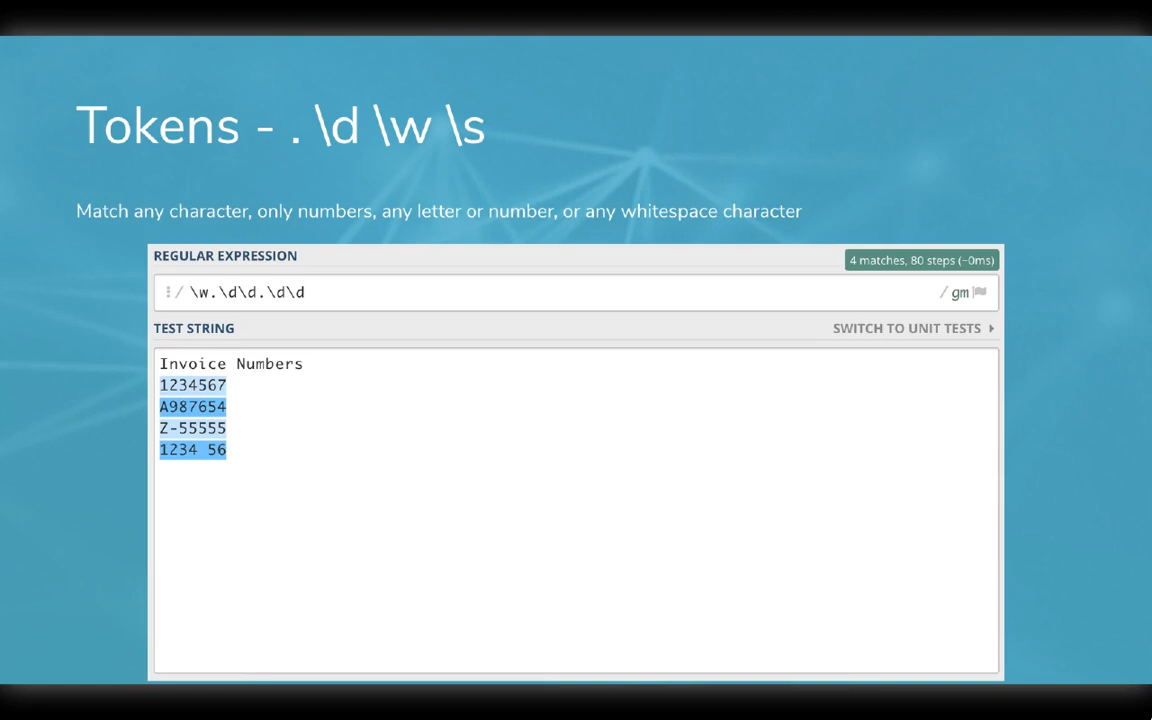 Tokens - . \d \w \s
Match any character, only numbers, any letter or number, or any whitespace character
REGULAR EXPRESSION
4 matches, 80 steps (~0ms)
/ \w.\d\d.\d\d / gm
TEST STRING
SWITCH TO UNIT TESTS
Invoice Numbers
1234567
A987654
Z-55555
1234 56